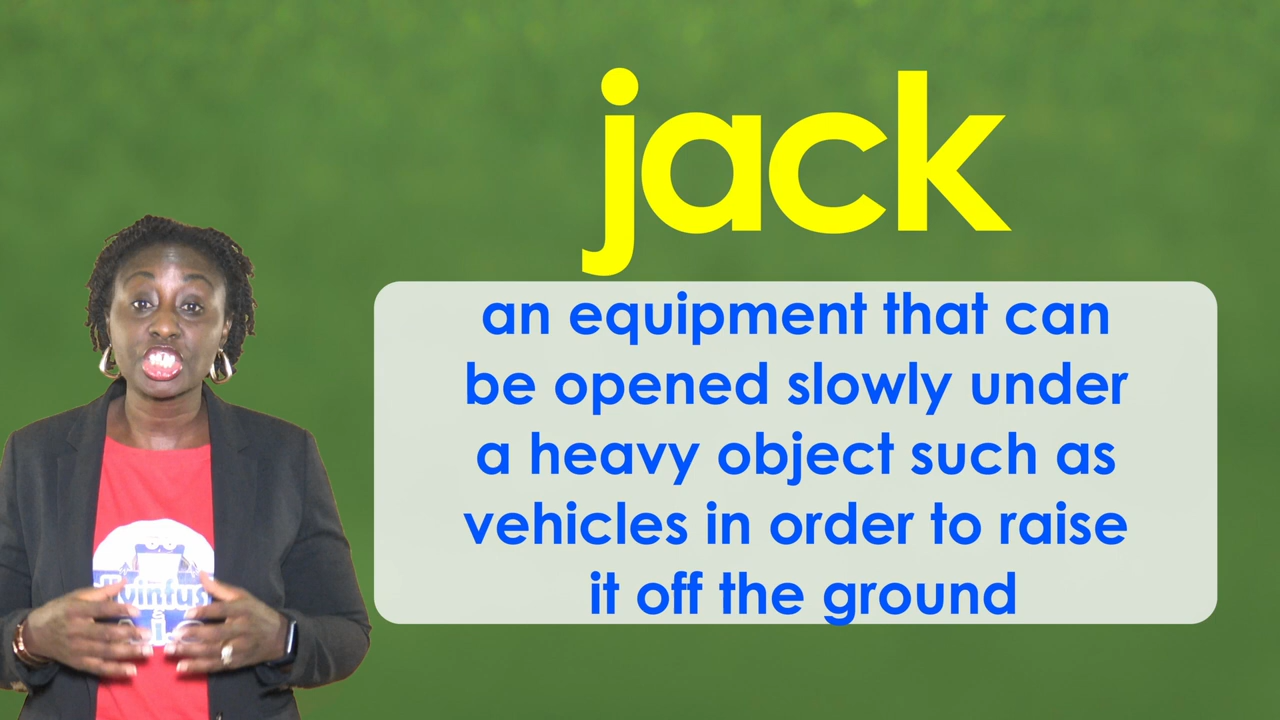 jack
an equipment that can
be opened slowly under
a heavy object such as
vehicles in order to raise
it off the ground